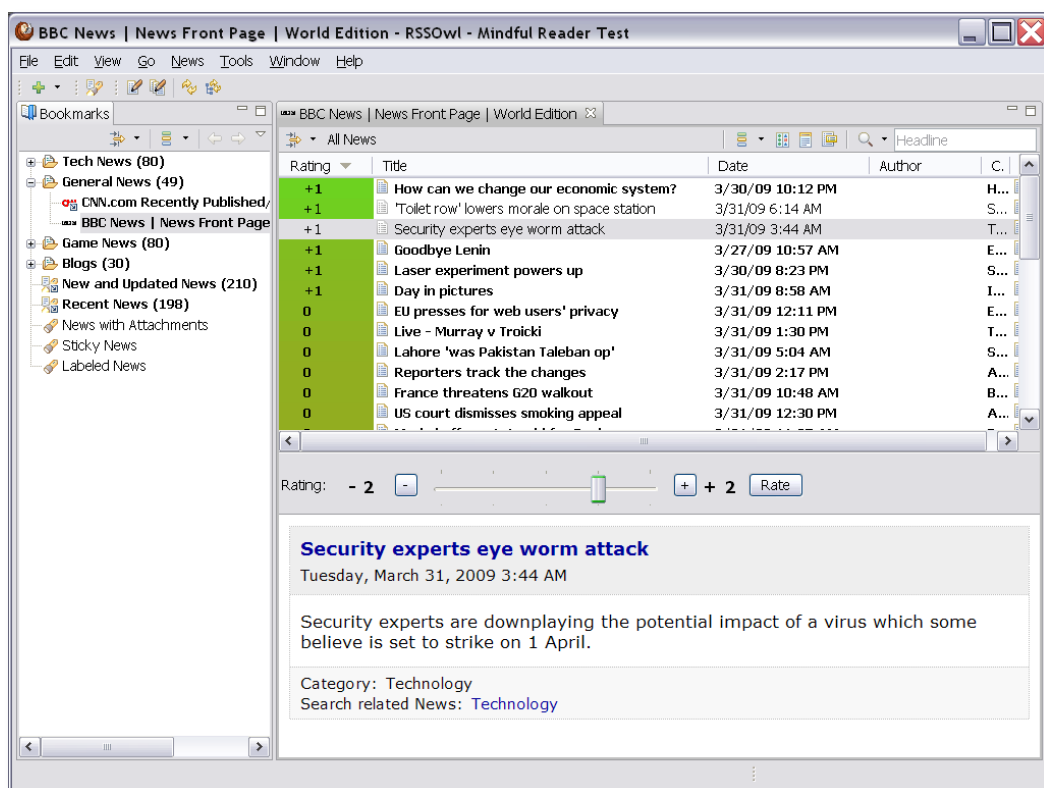 BBC News | News Front Page | World Edition - RSSOwl - Mindful Reader Test
File Edit View Go News Tools Window Help
Bookmarks
BBC News | News Front Page | World Edition
All News
Headline
Tech News (80)
General News (49)
CNN.com Recently Published/
BBC News | News Front Page
Game News (80)
Blogs (30)
New and Updated News (210)
Recent News (198)
News with Attachments
Sticky News
Labeled News
Rating Title Date Author C.
+1 How can we change our economic system? 3/30/09 10:12 PM H...
+1 'Toilet row' lowers morale on space station 3/31/09 6:14 AM S...
+1 Security experts eye worm attack 3/31/09 3:44 AM T...
+1 Goodbye Lenin 3/27/09 10:57 AM E...
+1 Laser experiment powers up 3/30/09 8:23 PM S...
+1 Day in pictures 3/31/09 8:58 AM I...
0 EU presses for web users' privacy 3/31/09 12:11 PM E...
0 Live - Murray v Troicki 3/31/09 1:30 PM T...
0 Lahore 'was Pakistan Taleban op' 3/31/09 5:04 AM S...
0 Reporters track the changes 3/31/09 2:17 PM A...
0 France threatens G20 walkout 3/31/09 10:48 AM B...
0 US court dismisses smoking appeal 3/31/09 12:30 PM A...
Rating: - 2 - + + 2 Rate
Security experts eye worm attack
Tuesday, March 31, 2009 3:44 AM
Security experts are downplaying the potential impact of a virus which some
believe is set to strike on 1 April.
Category: Technology
Search related News: Technology